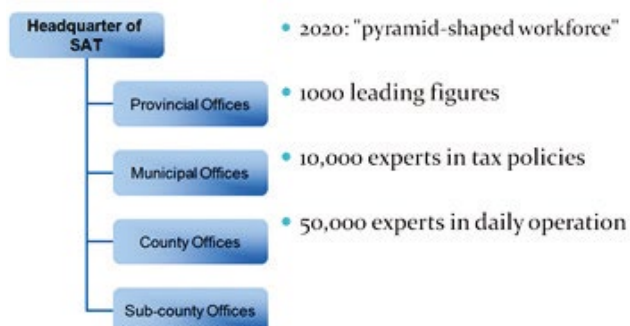 Headquarter of
SAT
Provincial Offices
Municipal Offices
County Offices
Sub-county Offices
• 2020: "pyramid-shaped workforce"
• 1000 leading figures
• 10,000 experts in tax policies
• 50,000 experts in daily operation